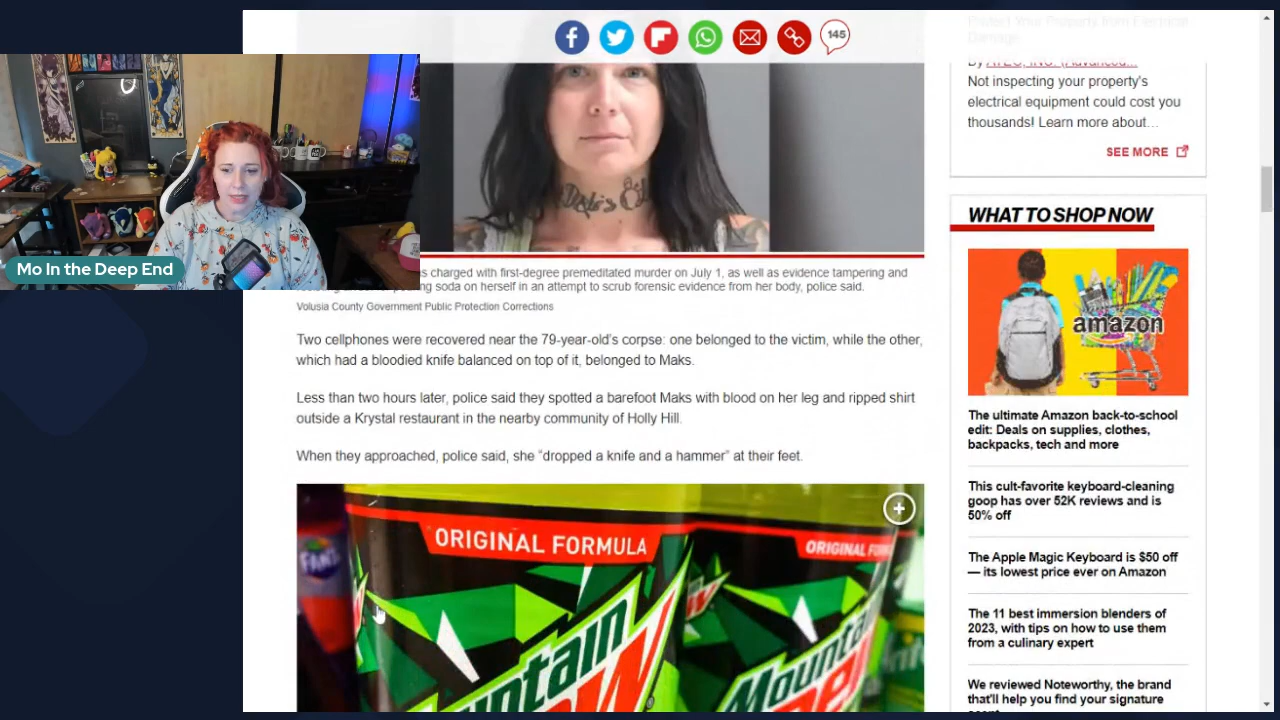 145
Protect Your Property from Electrical
Damage
By ATEC, INC. (Advanced...
Not inspecting your property's
electrical equipment could cost you
thousands! Learn more about...
SEE MORE
Mo In the Deep End
s charged with first-degree premeditated murder on July 1, as well as evidence tampering and
soda on herself in an attempt to scrub forensic evidence from her body, police said.
Volusia County Government Public Protection Corrections
Two cellphones were recovered near the 79-year-old's corpse: one belonged to the victim, while the other,
which had a bloodied knife balanced on top of it, belonged to Maks.
Less than two hours later, police said they spotted a barefoot Maks with blood on her leg and ripped shirt
outside a Krystal restaurant in the nearby community of Holly Hill.
When they approached, police said, she “dropped a knife and a hammer” at their feet.
ORIGINAL FORMULA
ORIGINAL
Mountain
WHAT TO SHOP NOW
amazon
The ultimate Amazon back-to-school
edit: Deals on supplies, clothes,
backpacks, tech and more
This cult-favorite keyboard-cleaning
goop has over 52K reviews and is
50% off
The Apple Magic Keyboard is $50 off
— its lowest price ever on Amazon
The 11 best immersion blenders of
2023, with tips on how to use them
from a culinary expert
We reviewed Noteworthy, the brand
that'll help you find your signature